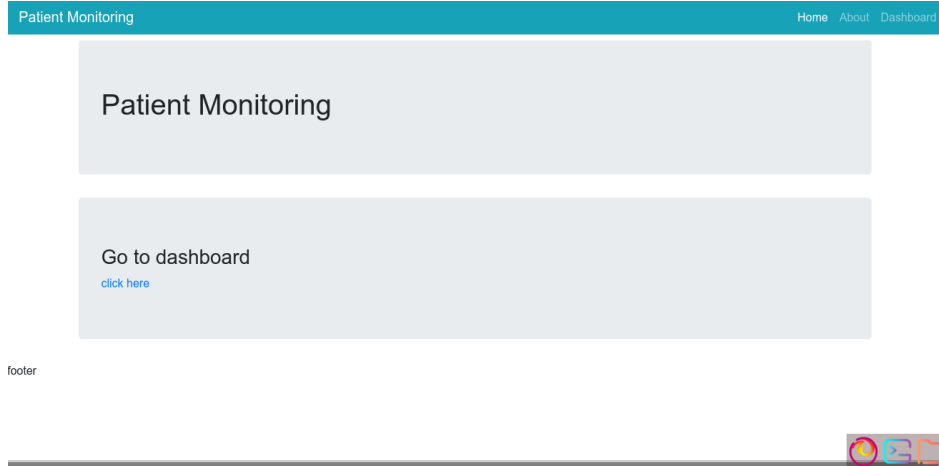 Patient Monitoring
Home About Dashboard
Patient Monitoring
Go to dashboard
click here
footer